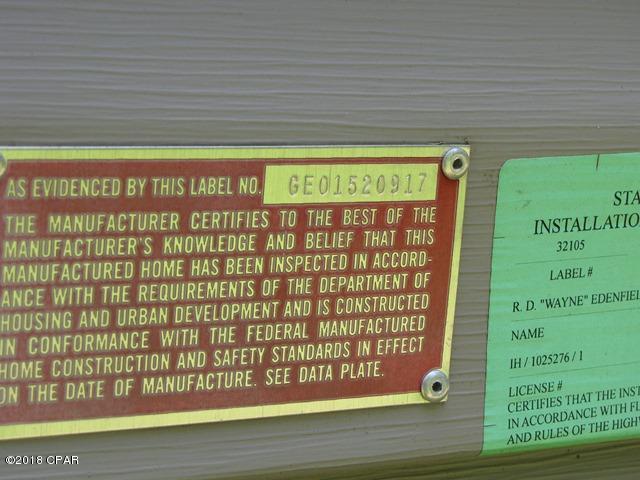 AS EVIDENCED BY THIS LABEL NO. GEO1520917
THE MANUFACTURER CERTIFIES TO THE BEST OF THE
MANUFACTURER'S KNOWLEDGE AND BELIEF THAT THIS
MANUFACTURED HOME HAS BEEN INSPECTED IN ACCORD-
ANCE WITH THE REQUIREMENTS OF THE DEPARTMENT OF
HOUSING AND URBAN DEVELOPMENT AND IS CONSTRUCTED
IN CONFORMANCE WITH THE FEDERAL MANUFACTURED
HOME CONSTRUCTION AND SAFETY STANDARDS IN EFFECT
ON THE DATE OF MANUFACTURE. SEE DATA PLATE.
STA
INSTALLATIO
32105
LABEL #
R. D. "WAYNE" EDENFIEL
NAME
IH / 1025276 / 1
LICENSE #
CERTIFIES THAT THE INST
IN ACCORDANCE WITH FL
AND RULES OF THE HIGHW
©2018 CPAR